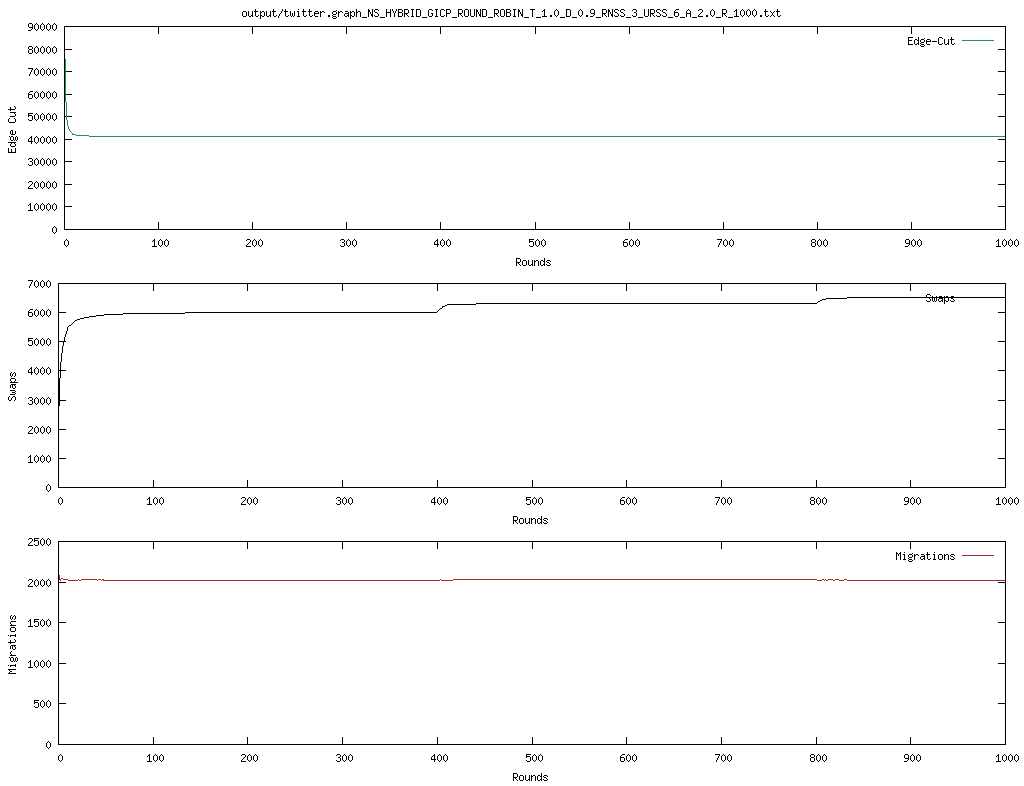 output/twitter.graph_NS_HYBRID_GICP_ROUND_ROBIN_T_1.0_D_0.9_RNSS_3_URSS_6_A_2.0_R_1000.txt
90000
80000
70000
60000
50000
40000
30000
20000
10000
0
Edge Cut
Edge-Cut
0 100 200 300 400 500 600 700 800 900 1000
Rounds
7000
6000
5000
4000
3000
2000
1000
0
Swaps
Swaps
0 100 200 300 400 500 600 700 800 900 1000
Rounds
2500
2000
1500
1000
500
0
Migrations
Migrations
0 100 200 300 400 500 600 700 800 900 1000
Rounds